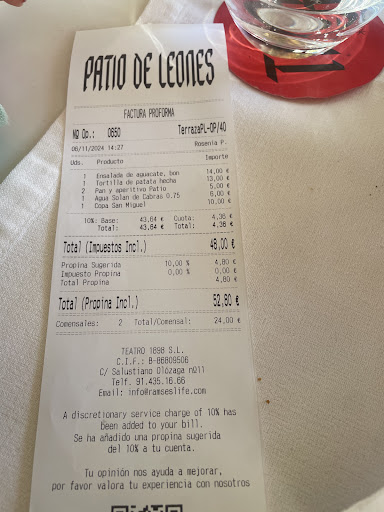 PATIO DE LEONES
FACTURA PROFORMA
Nº Op.: 0650 TerrazaPL-OP/40
06/11/2024 14:27 Rosenia P.
Uds. Producto Importe
1 Ensalada de aguacate, bon 14,00 €
1 Tortilla de patata hecha 13,00 €
2 Pan y aperitivo Patio 5,00 €
1 Agua Solan de Cabras 0.75 6,00 €
1 Copa San Miguel 10,00 €
10%: Base: 43,64 € Cuota: 4,36 €
Total: 43,64 € Total: 4,36 €
Total (Impuestos Incl.) 48,00 €
Propina Sugerida 10,00 % 4,80 €
Impuesto Propina 0,00 % 0,00 €
Total Propina 4,80 €
Total (Propina Incl.) 52,80 €
Comensales: 2 Total/Comensal: 24,00 €
TEATRO 1898 S.L.
C.I.F.: B-86809506
C/ Salustiano Olózaga nº11
Telf. 91.435.16.66
Email: info@ramseslife.com
A discretionary service charge of 10% has
been added to your bill.
Se ha añadido una propina sugerida
del 10% a tu cuenta.
Tu opinión nos ayuda a mejorar,
por favor valora tu experiencia con nosotros